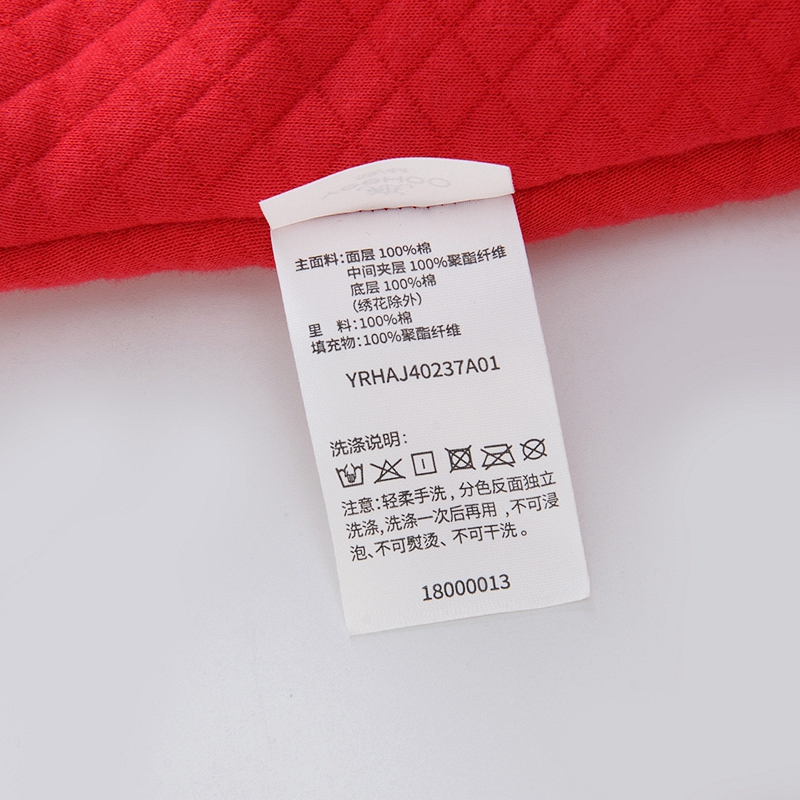 主面料:面层 100%棉
中间夹层 100%聚酯纤维
底层 100%棉
(绣花除外)
里 料:100%棉
填充物:100%聚酯纤维
YRHAJ40237A01
洗涤说明:
注意:轻柔手洗,分色反面独立
洗涤,洗涤一次后再用,不可浸
泡、不可熨烫、不可干洗。
18000013